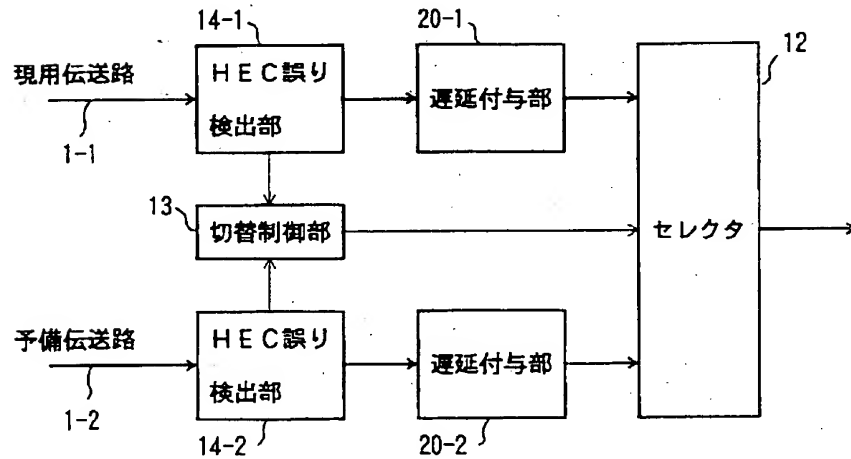 14-1
20-1
12
現用伝送路
HEC誤り
検出部
遅延付与部
1-1
13
切替制御部
セレクタ
予備伝送路
HEC誤り
検出部
遅延付与部
1-2
14-2
20-2